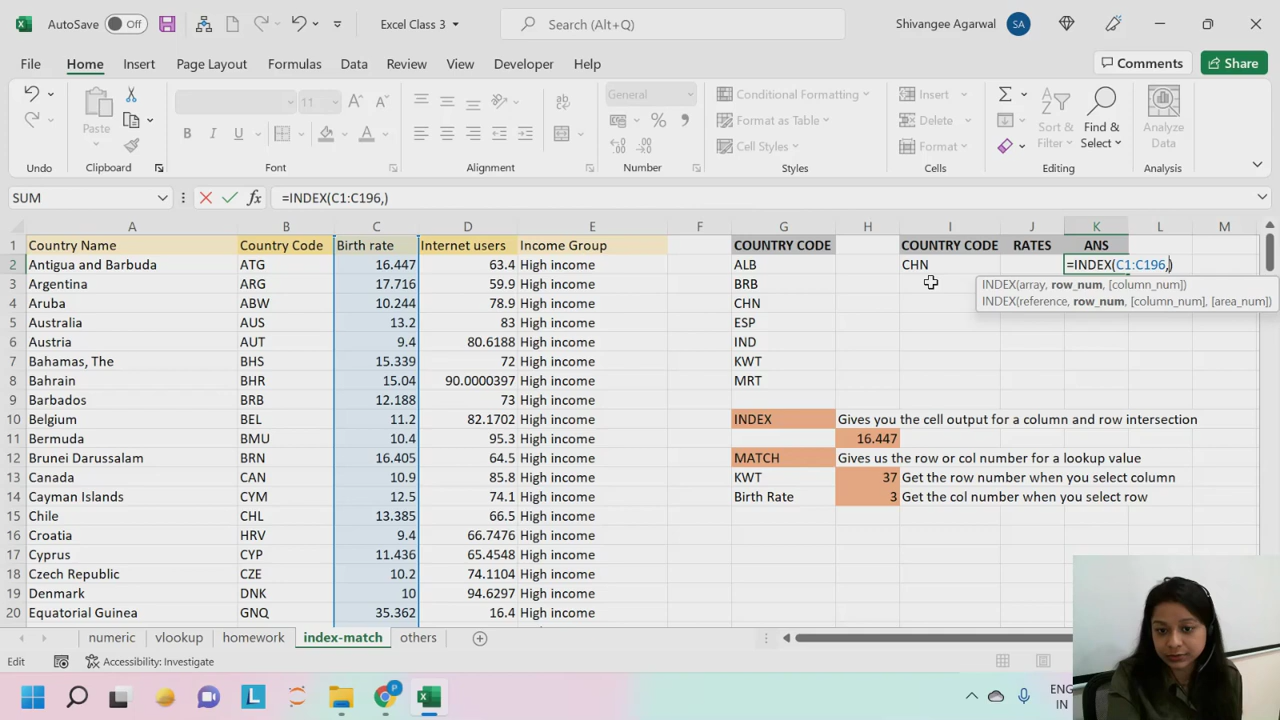 AutoSave Off Excel Class 3 Search (Alt+Q) Shivangee Agarwal SA
File Home Insert Page Layout Formulas Data Review View Developer Help Comments Share
Undo Paste Clipboard 11 B I U A Font ab Alignment General % Number Conditional Formatting Format as Table Cell Styles Styles Insert Delete Format Cells Sort & Filter Find & Select Editing Analyze Data Analysis
SUM fx =INDEX(C1:C196,)
A B C D E F G H I J K L M
1 Country Name Country Code Birth rate Internet users Income Group COUNTRY CODE COUNTRY CODE RATES ANS
2 Antigua and Barbuda ATG 16.447 63.4 High income ALB CHN =INDEX(C1:C196,)
3 Argentina ARG 17.716 59.9 High income BRB INDEX(array, row_num, [column_num])
4 Aruba ABW 10.244 78.9 High income CHN INDEX(reference, row_num, [column_num], [area_num])
5 Australia AUS 13.2 83 High income ESP
6 Austria AUT 9.4 80.6188 High income IND
7 Bahamas, The BHS 15.339 72 High income KWT
8 Bahrain BHR 15.04 90.0000397 High income MRT
9 Barbados BRB 12.188 73 High income
10 Belgium BEL 11.2 82.1702 High income INDEX Gives you the cell output for a column and row intersection
11 Bermuda BMU 10.4 95.3 High income 16.447
12 Brunei Darussalam BRN 16.405 64.5 High income MATCH Gives us the row or col number for a lookup value
13 Canada CAN 10.9 85.8 High income KWT 37 Get the row number when you select column
14 Cayman Islands CYM 12.5 74.1 High income Birth Rate 3 Get the col number when you select row
15 Chile CHL 13.385 66.5 High income
16 Croatia HRV 9.4 66.7476 High income
17 Cyprus CYP 11.436 65.4548 High income
18 Czech Republic CZE 10.2 74.1104 High income
19 Denmark DNK 10 94.6297 High income
20 Equatorial Guinea GNQ 35.362 16.4 High income
numeric vlookup homework index-match others
Edit Accessibility: Investigate
L P ENG
IN